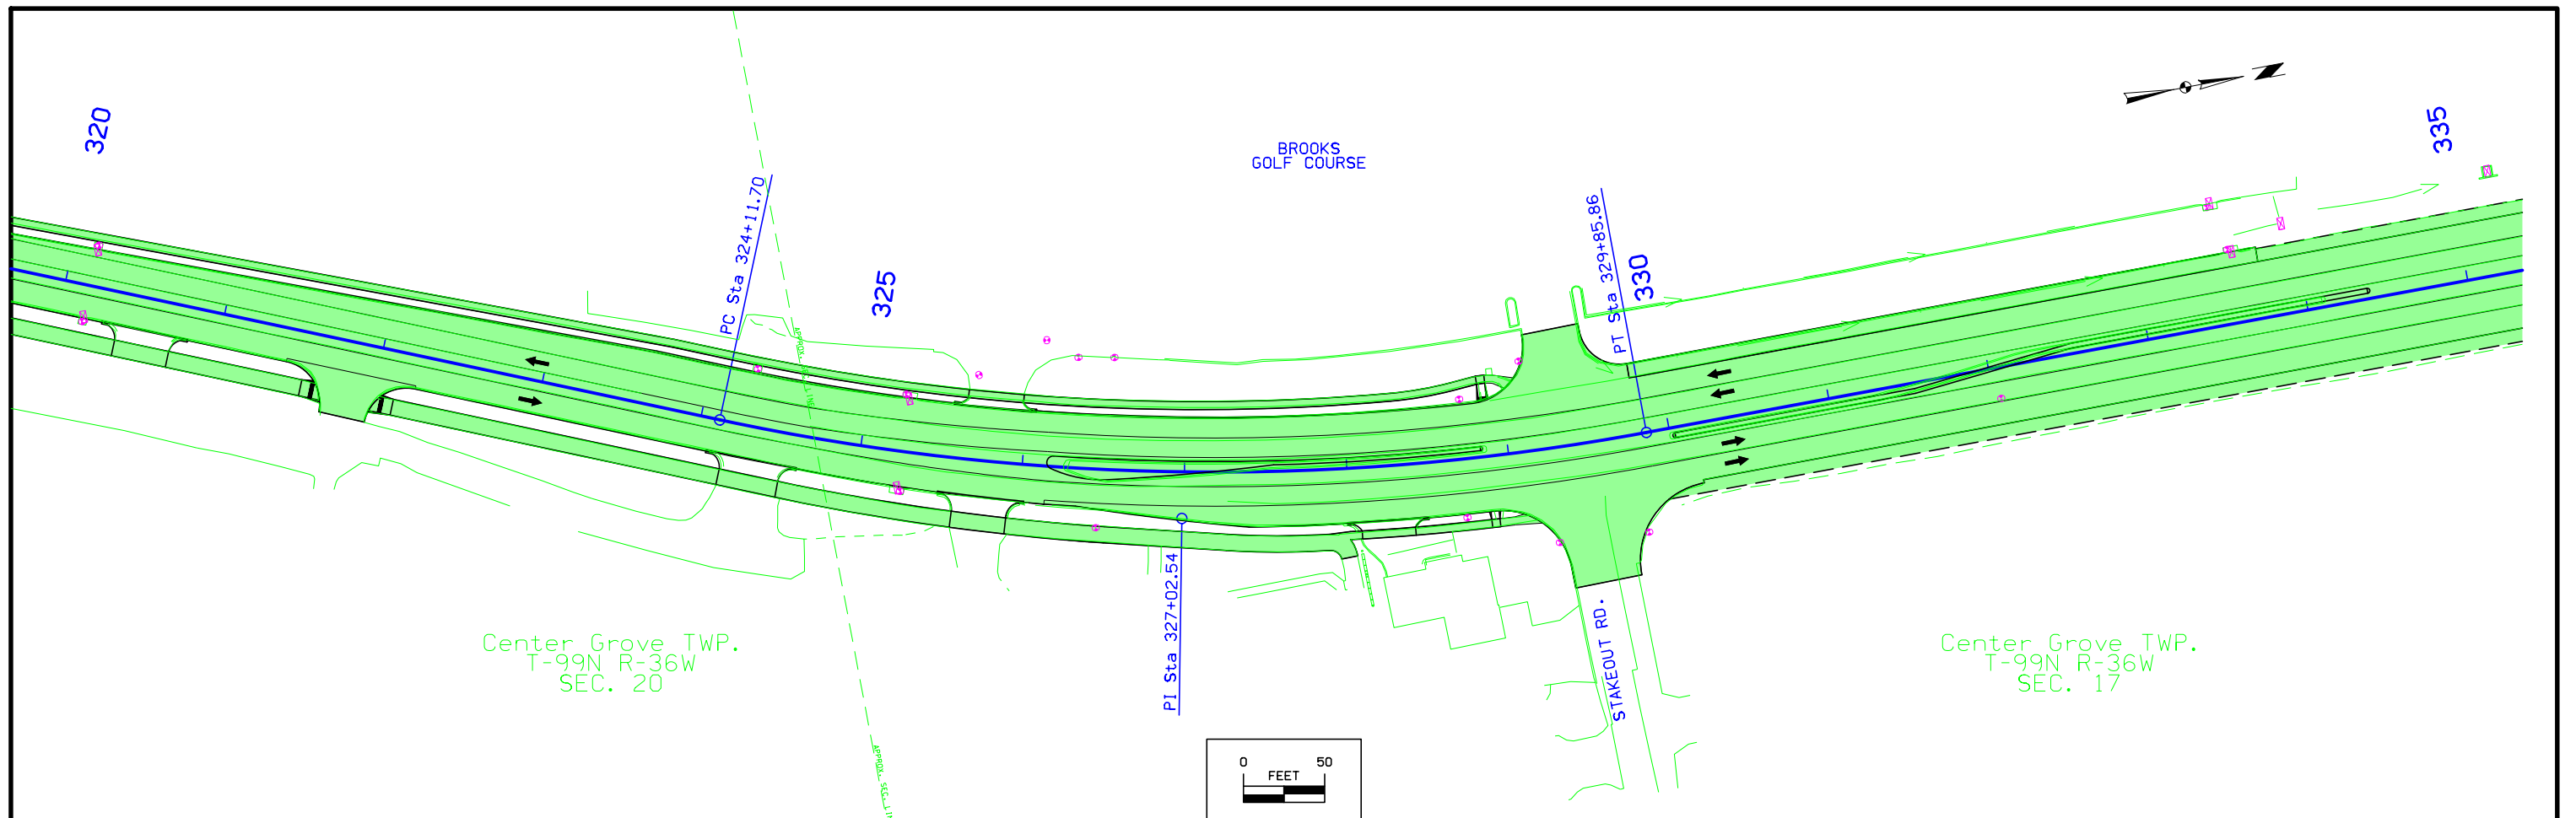 320
PC Sta 324+11.70
325
BROOKS
GOLF COURSE
PT Sta 329+85.86
330
335
N
PI Sta 327+02.54
STAKEOUT RD.
Center Grove TWP.
T-99N R-36W
SEC. 20
Center Grove TWP.
T-99N R-36W
SEC. 17
APPROX. SEC.
0 50
FEET